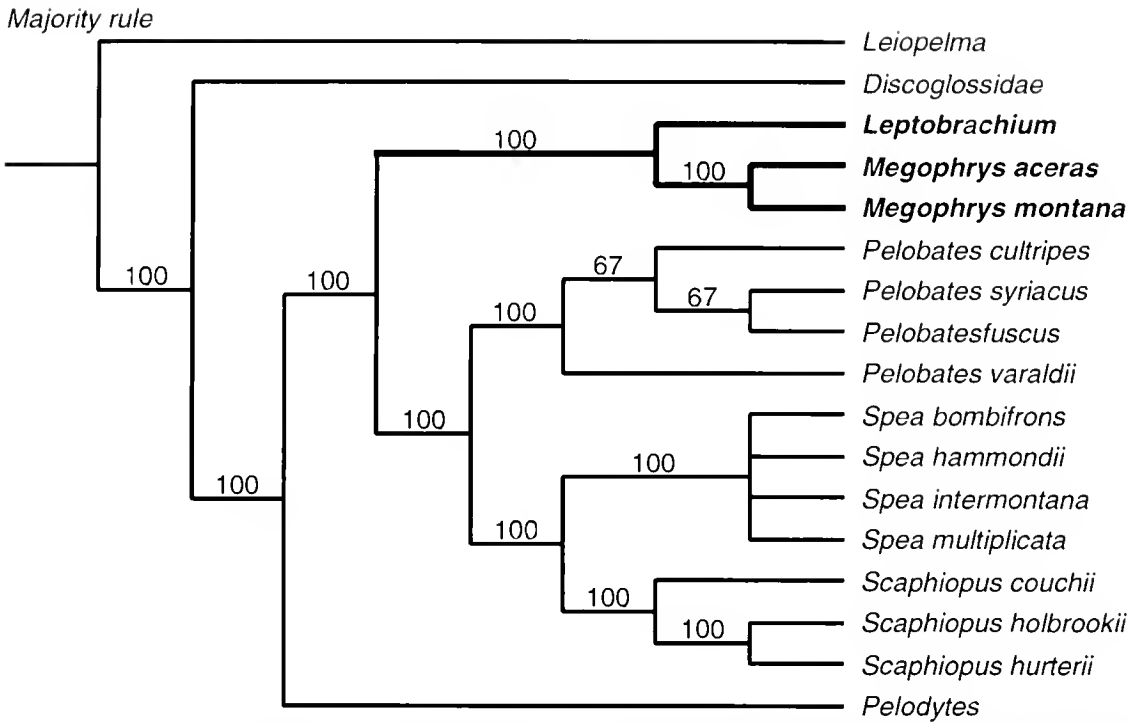 Majority rule
Leiopelma
Discoglossidae
Leptobrachium
100
Megophrys aceras
100
Megophrys montana
Pelobates cultripes
67
100
100
Pelobates syriacus
67
Pelobatesfuscus
100
Pelobates varaldii
Spea bombifrons
100
Spea hammondii
100
Spea intermontana
100
Spea multiplicata
100
Scaphiopus couchii
100
Scaphiopus holbrookii
100
Scaphiopus hurterii
Pelodytes